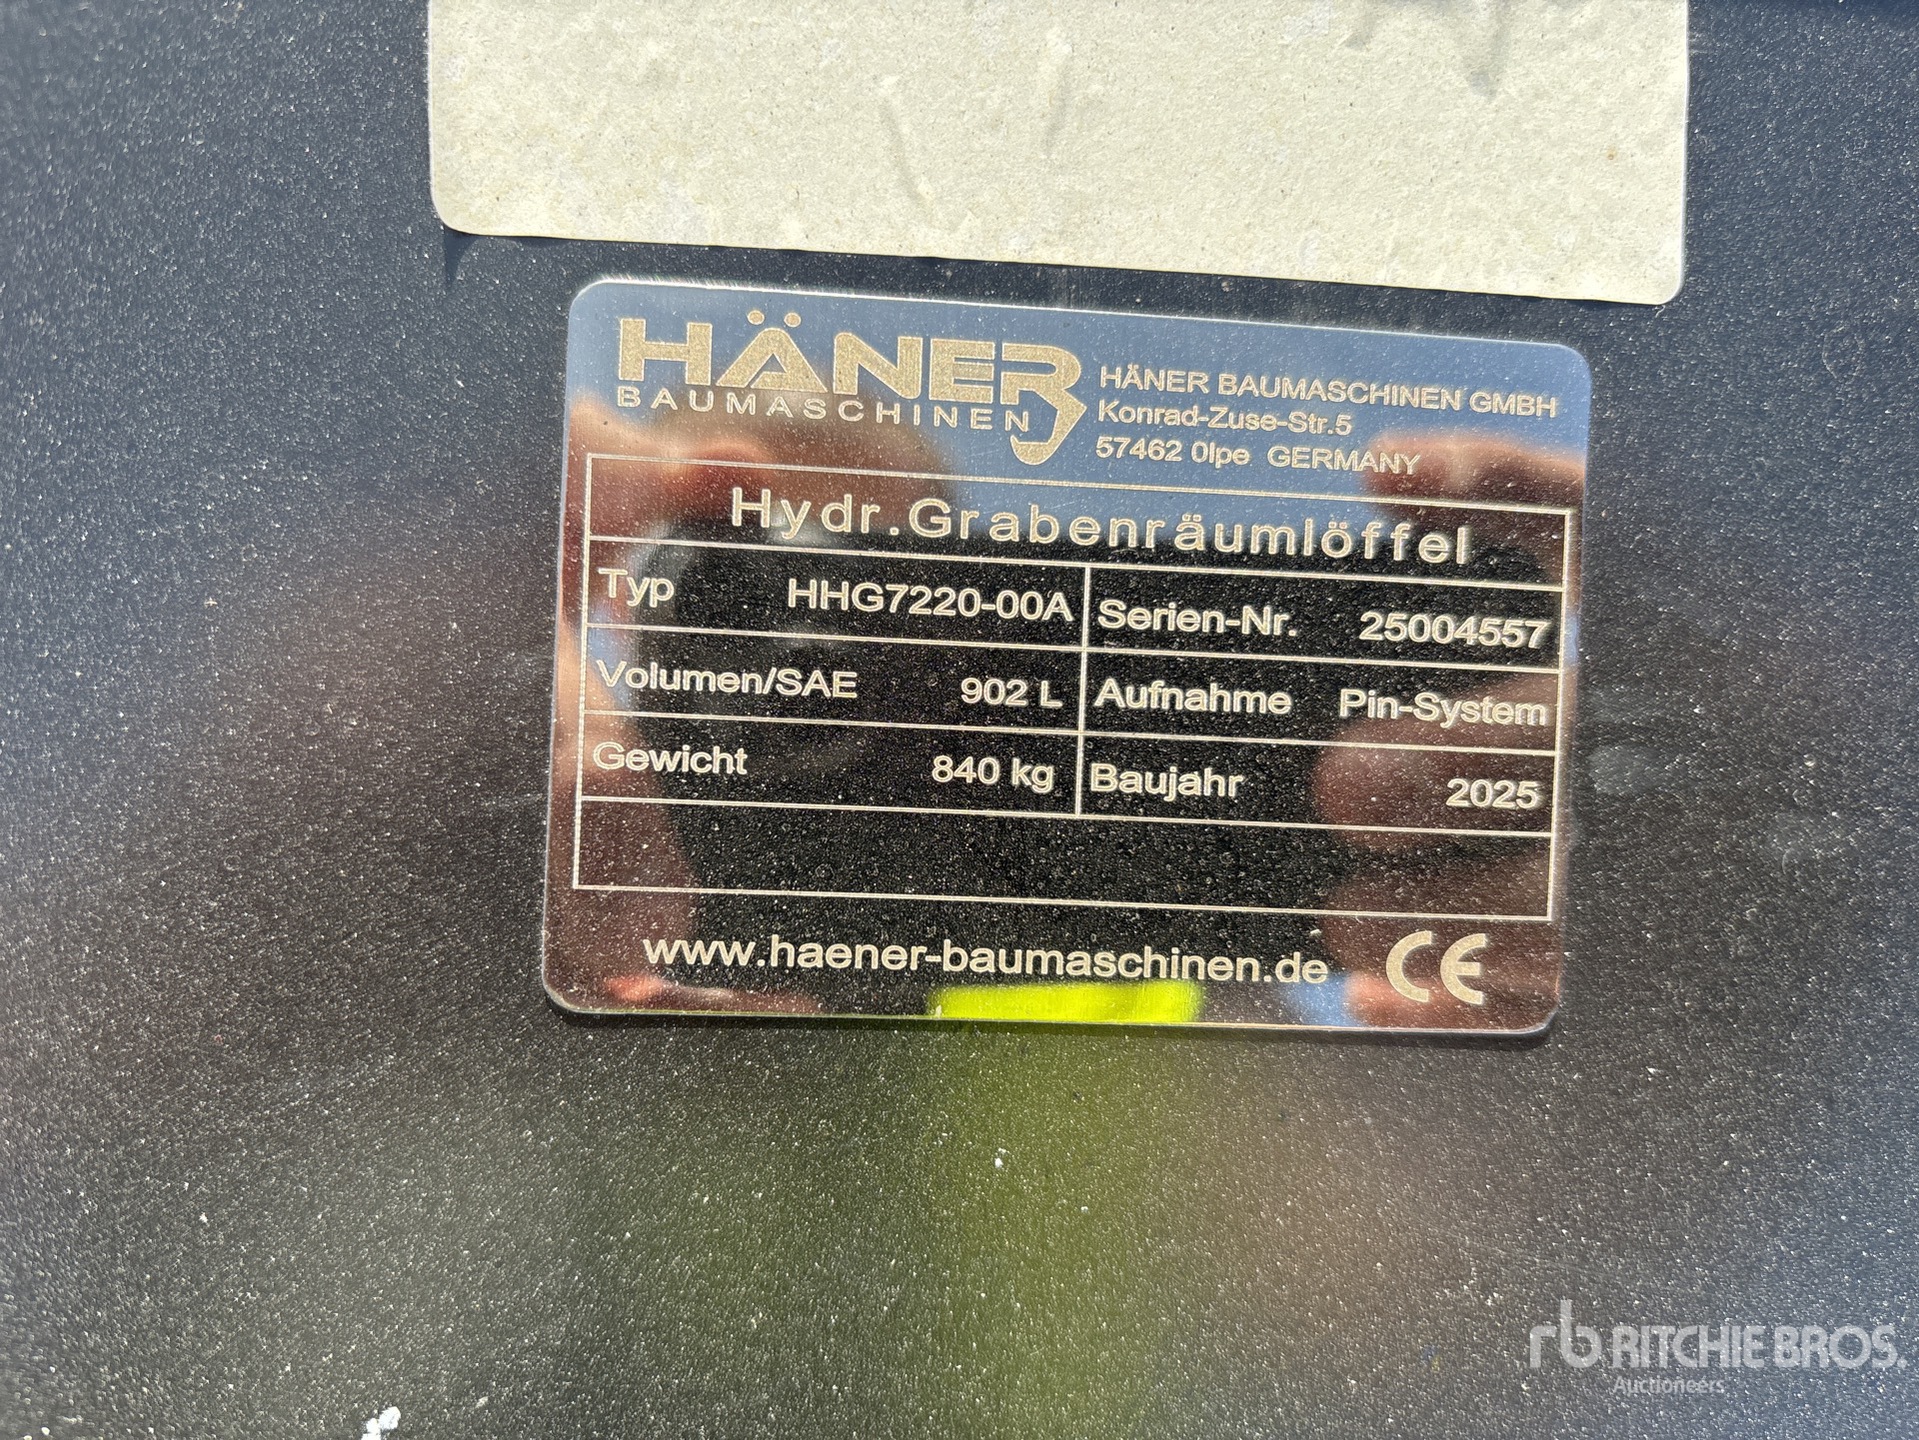 HÄNER
BAUMASCHINEN
HÄNER BAUMASCHINEN GMBH
Konrad-Zuse-Str.5
57462 0lpe GERMANY
Hydr.Grabenräumlöffel
Typ HHG7220-00A Serien-Nr. 25004557
Volumen/SAE 902 L Aufnahme Pin-System
Gewicht 840 kg Baujahr 2025
www.haener-baumaschinen.de CE
rb RITCHIE BROS.
Auctioneers